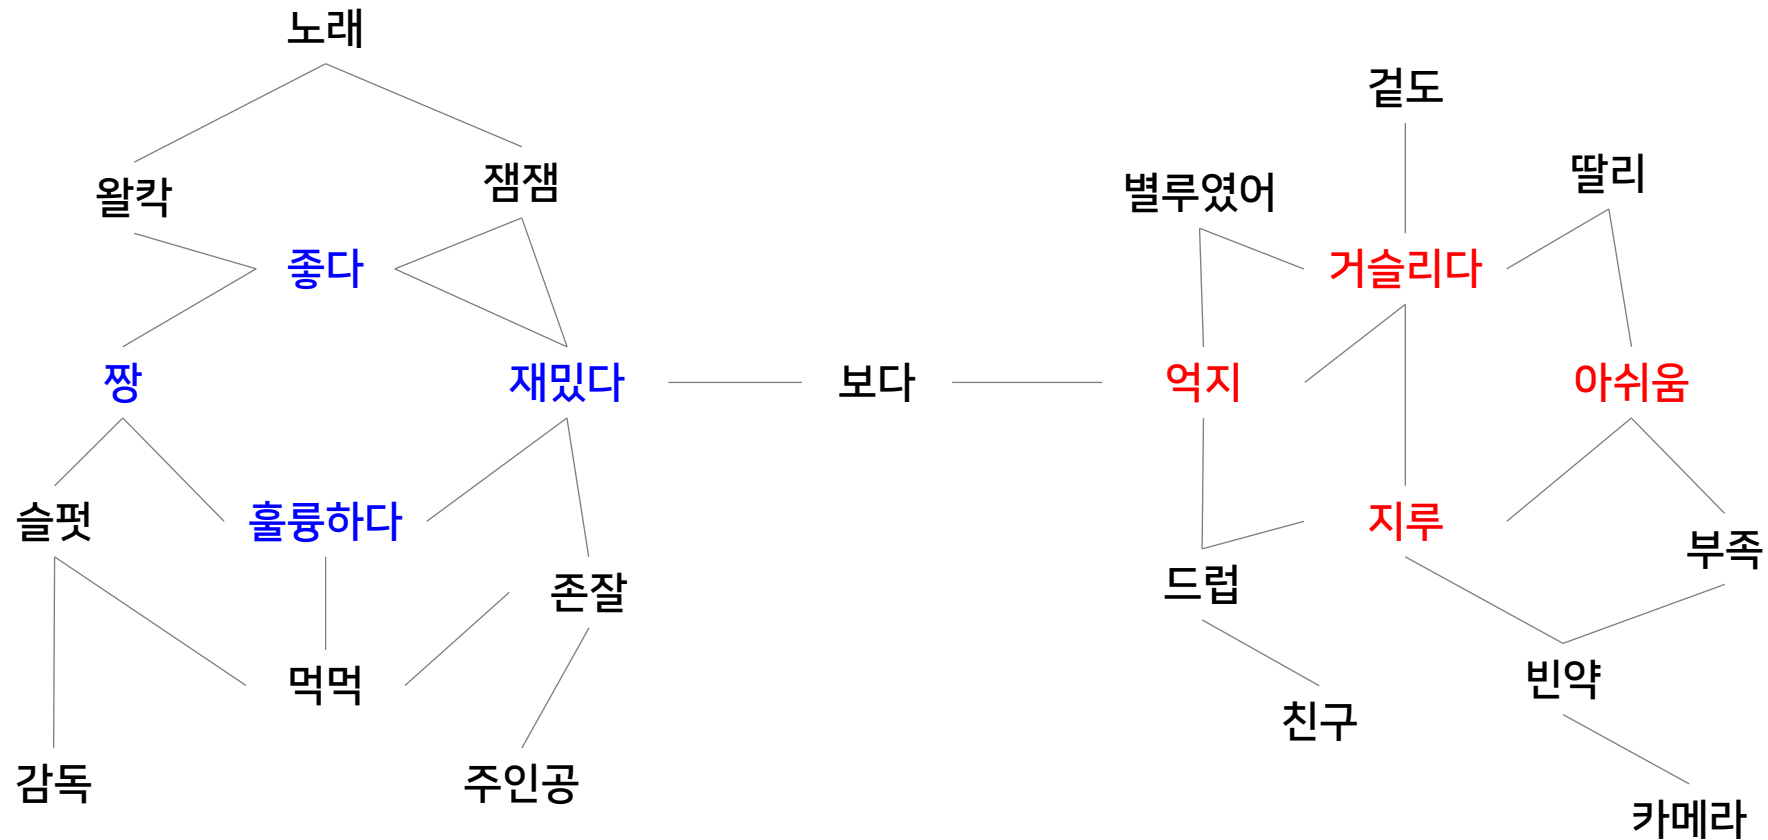 노래
겉도
딸리
별루였어
잼잼
왈칵
좋다
거슬리다
짱
재밌다
보다
억지
아쉬움
슬펏
훌륭하다
지루
부족
드럽
존잘
먹먹
빈약
친구
감독
주인공
카메라